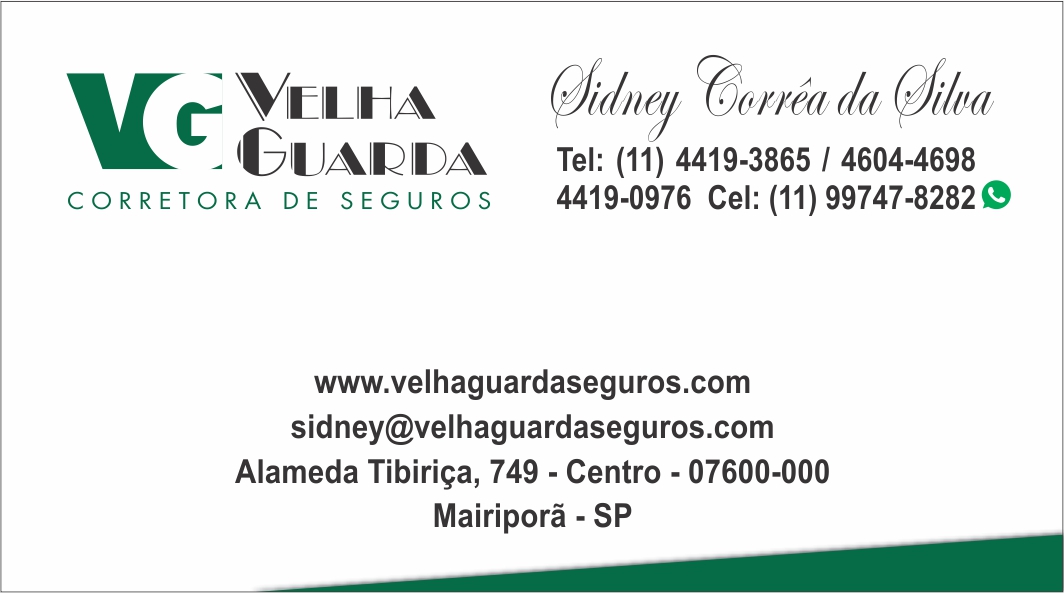 VG VELHA
GUARDA
CORRETORA DE SEGUROS
Sidney Corrêa da Silva
Tel: (11) 4419-3865 / 4604-4698
4419-0976 Cel: (11) 99747-8282
www.velhaguardaseguros.com
sidney@velhaguardaseguros.com
Alameda Tibiriça, 749 - Centro - 07600-000
Mairiporã - SP